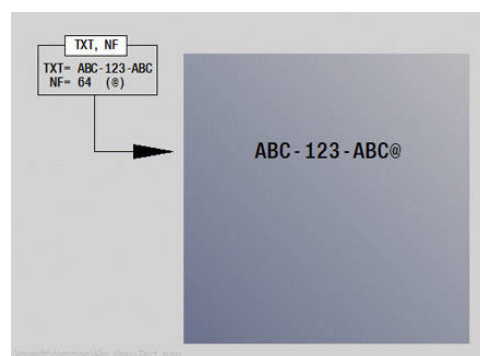 TXT, NF
TXT= ABC-123-ABC
NF= 64 (@)
ABC-123-ABC@